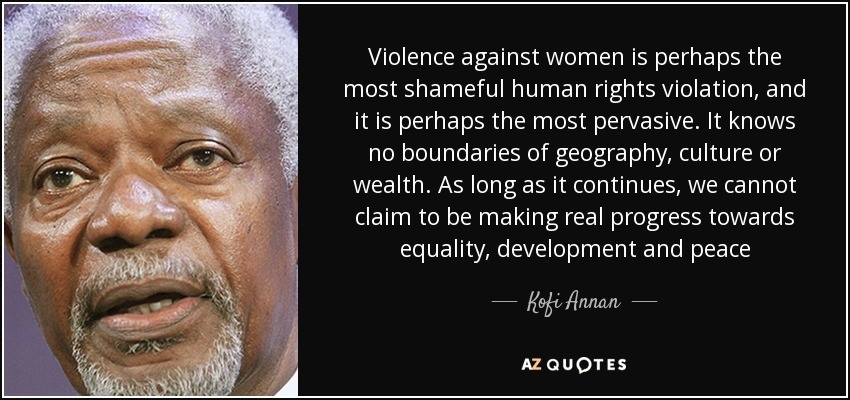 Violence against women is perhaps the
most shameful human rights violation, and
it is perhaps the most pervasive. It knows
no boundaries of geography, culture or
wealth. As long as it continues, we cannot
claim to be making real progress towards
equality, development and peace
Kofi Annan
AZ QUOTES